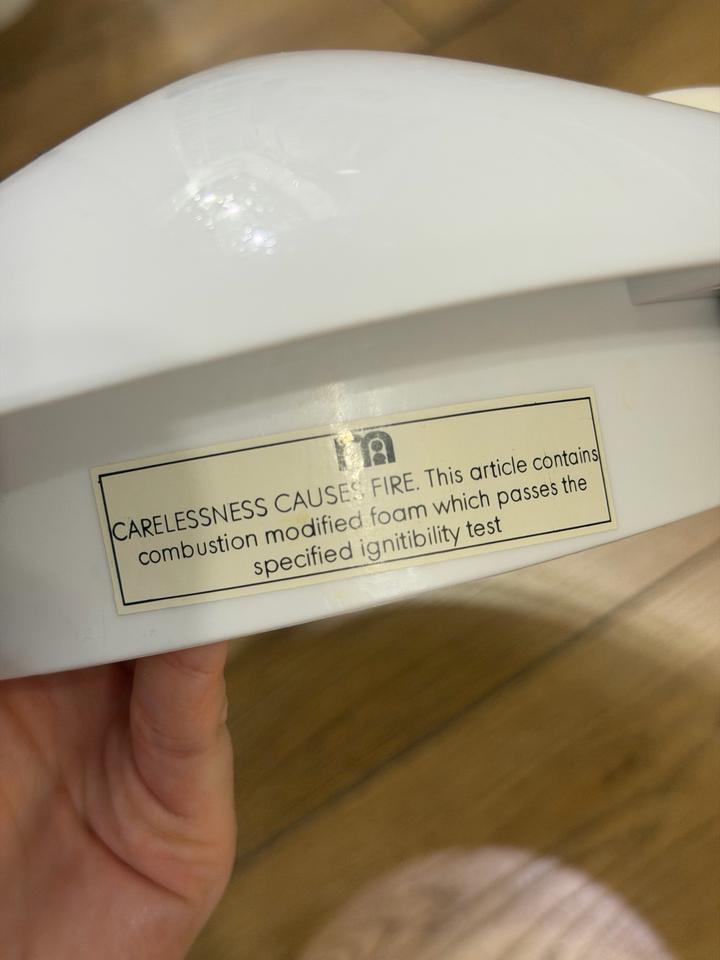 CARELESSNESS CAUSES FIRE. This article contains
combustion modified foam which passes the
specified ignitibility test